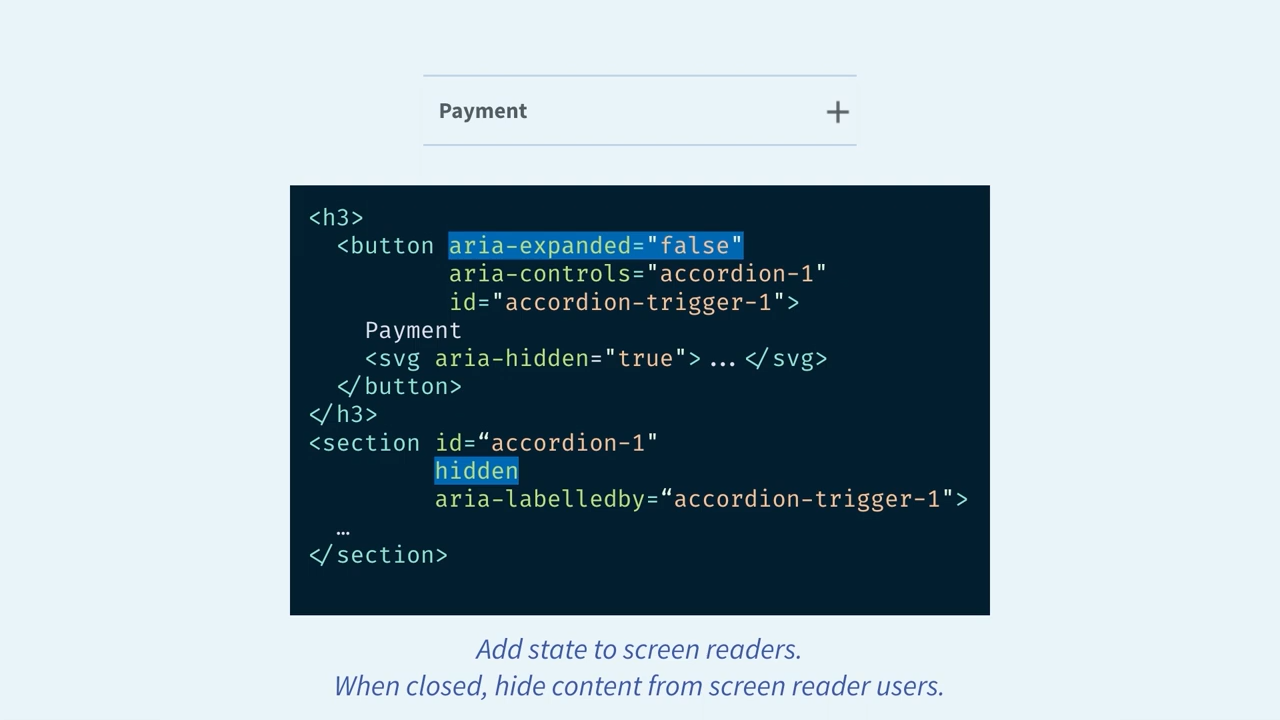 Payment
<h3>
  <button aria-expanded="false"
          aria-controls="accordion-1"
          id="accordion-trigger-1">
    Payment
    <svg aria-hidden="true">...</svg>
  </button>
</h3>
<section id=“accordion-1"
         hidden
         aria-labelledby=“accordion-trigger-1">
  …
</section>
Add state to screen readers.
When closed, hide content from screen reader users.